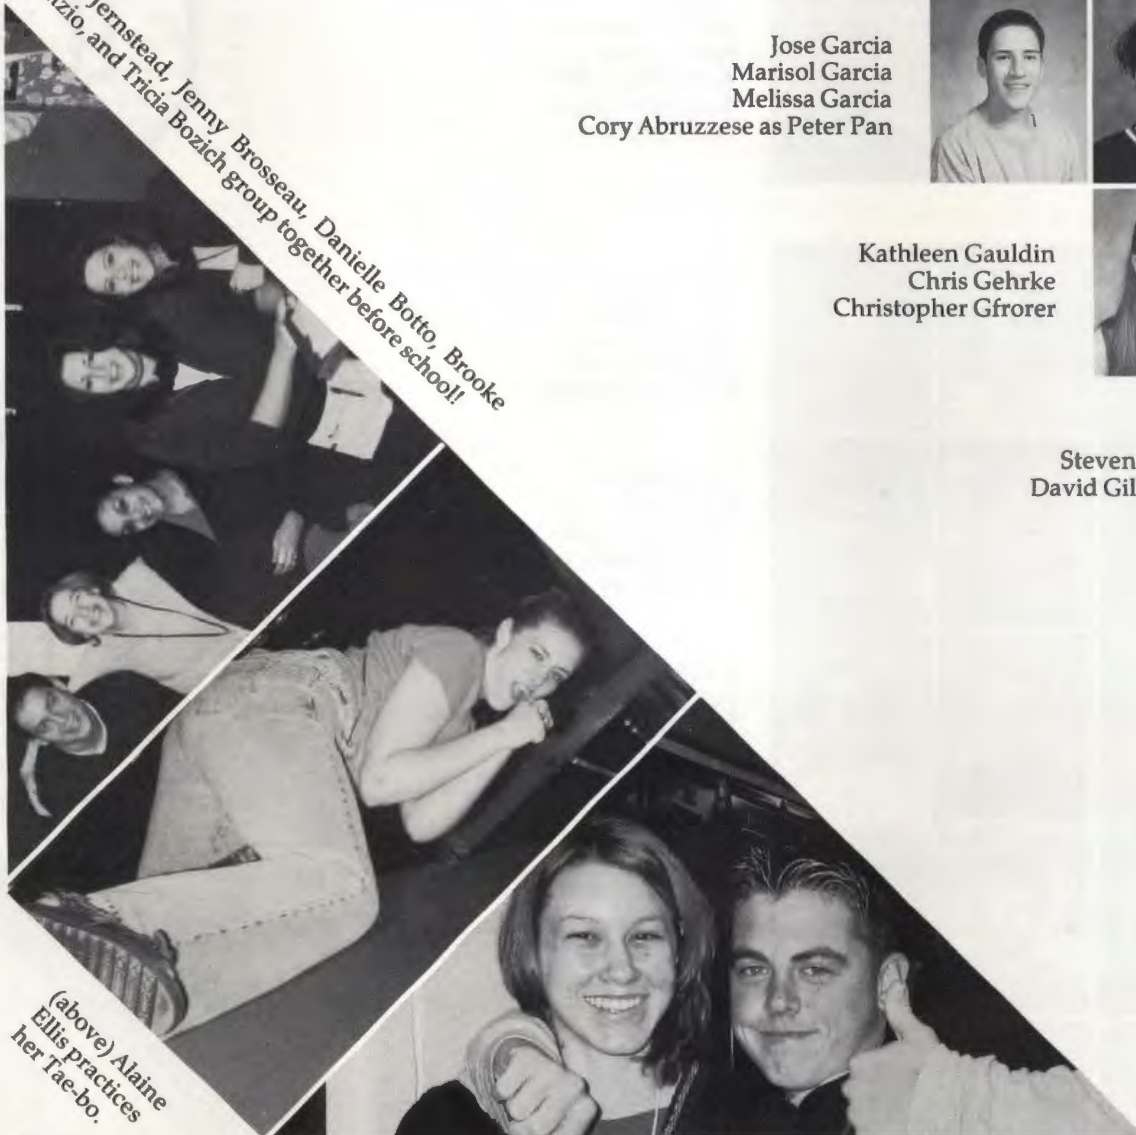 Jernstead, Jenny Brosseau, Danielle Botto, Brooke
and Tricia Bozich group together before school!
Jose Garcia
Marisol Garcia
Melissa Garcia
Cory Abruzzese as Peter Pan
Kathleen Gauldin
Chris Gehrke
Christopher Gfrorer
Steven
David Gil
(above) Alaine
Ellis practices
her Tae-bo.